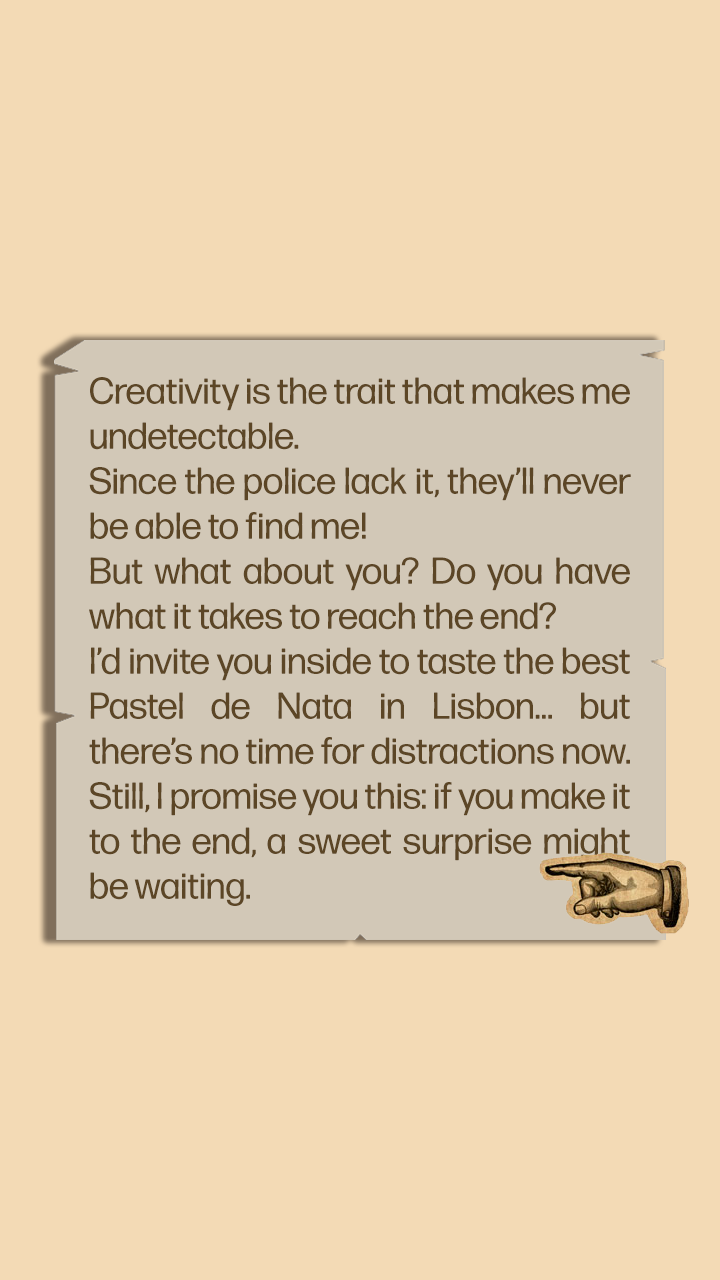 Creativity is the trait that makes me
undetectable.
Since the police lack it, they’ll never
be able to find me!
But what about you? Do you have
what it takes to reach the end?
I’d invite you inside to taste the best
Pastel de Nata in Lisbon... but
there’s no time for distractions now.
Still, I promise you this: if you make it
to the end, a sweet surprise might
be waiting.